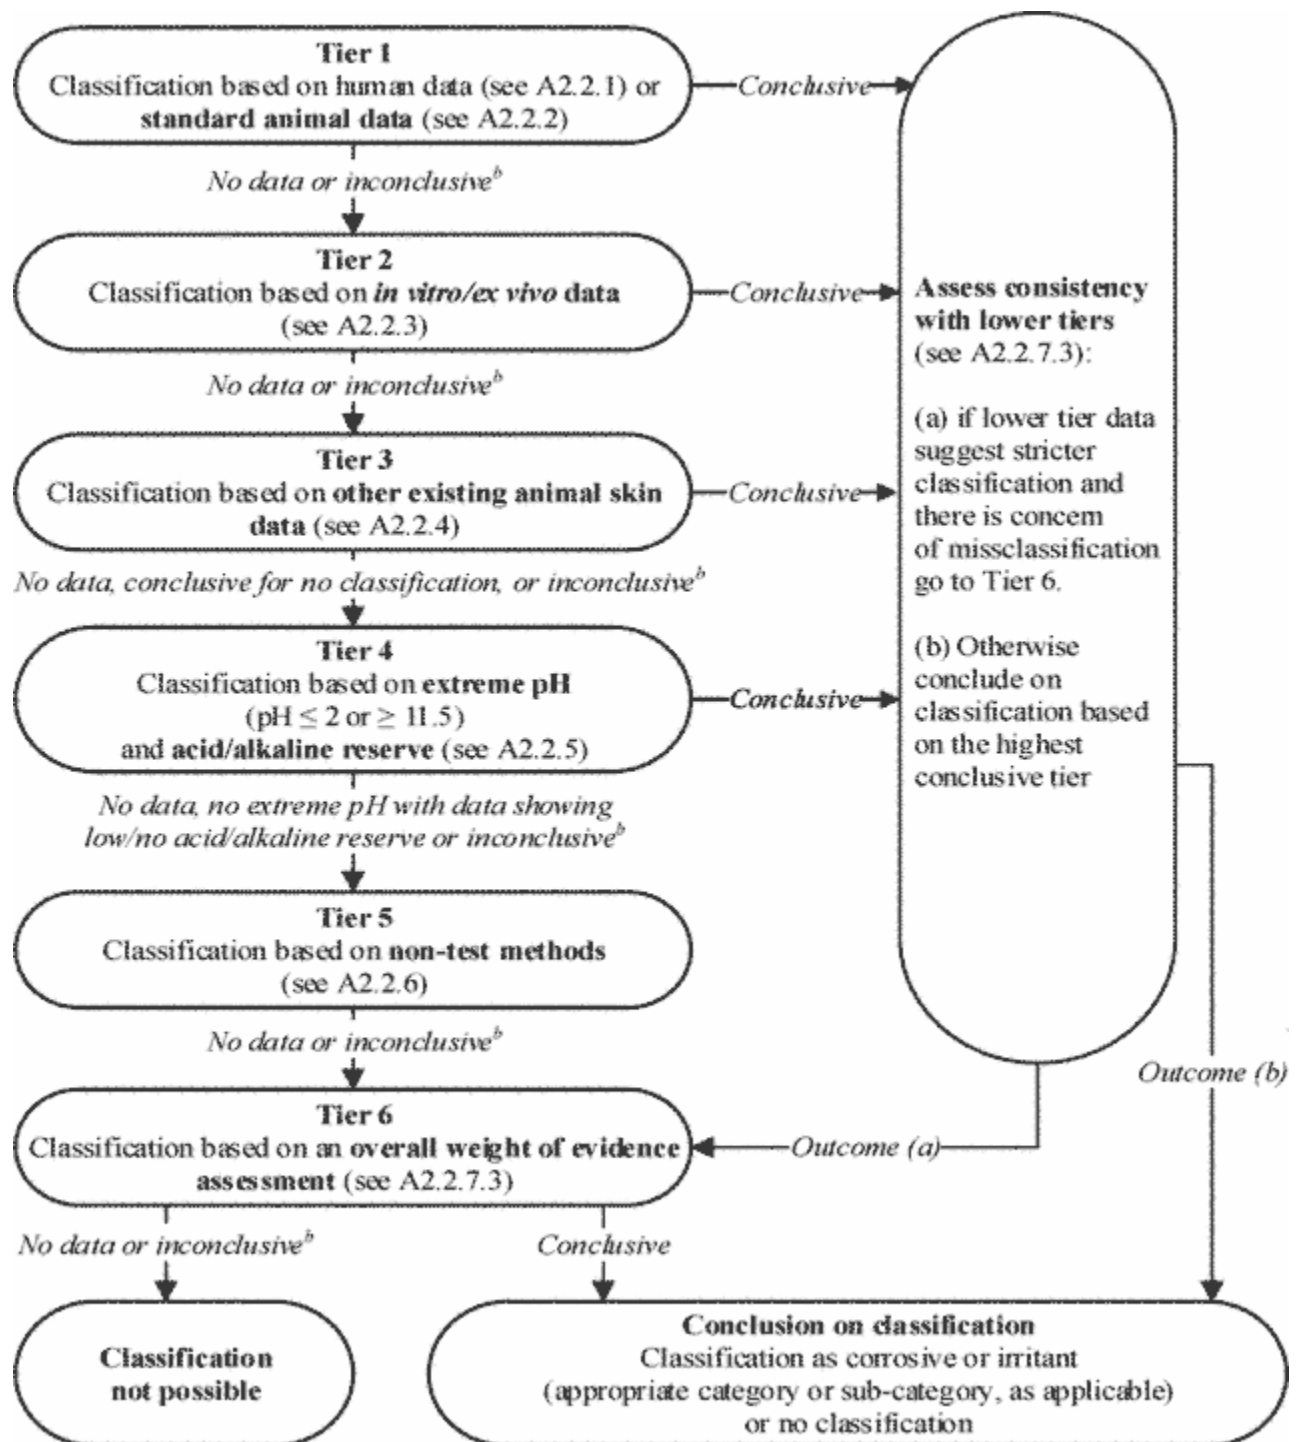 Tier 1
Classification based on human data (see A2.2.1) or
standard animal data (see A2.2.2)
Conclusive
No data or inconclusive^b
Tier 2
Classification based on in vitro/ex vivo data
(see A2.2.3)
Conclusive
No data or inconclusive^b
Tier 3
Classification based on other existing animal skin
data (see A2.2.4)
Conclusive
No data, conclusive for no classification, or inconclusive^b
Tier 4
Classification based on extreme pH
(pH ≤ 2 or ≥ 11.5)
and acid/alkaline reserve (see A2.2.5)
Conclusive
No data, no extreme pH with data showing
low/no acid/alkaline reserve or inconclusive^b
Tier 5
Classification based on non-test methods
(see A2.2.6)
No data or inconclusive^b
Tier 6
Classification based on an overall weight of evidence
assessment (see A2.2.7.3)
Assess consistency
with lower tiers
(see A2.2.7.3):
(a) if lower tier data
suggest stricter
classification and
there is concern
of missclassification
go to Tier 6.
(b) Otherwise
conclude on
classification based
on the highest
conclusive tier
Outcome (a)
Outcome (b)
No data or inconclusive^b
Conclusive
Classification
not possible
Conclusion on classification
Classification as corrosive or irritant
(appropriate category or sub-category, as applicable)
or no classification